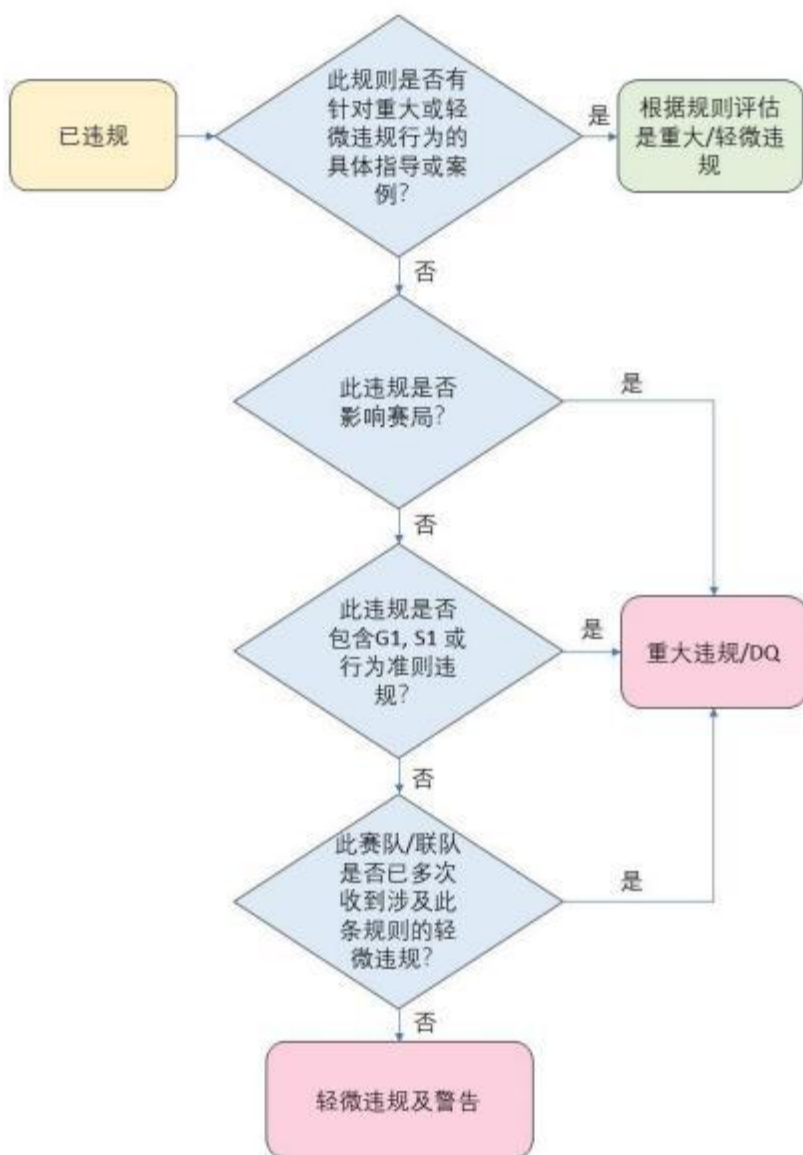 已违规
此规则是否有
针对重大或轻
微违规行为的
具体指导或案
例？
是
根据规则评估
是重大/轻微违
规
否
此违规是否
影响赛局？
是
否
此违规是否
包含G1, S1 或
行为准则违
规？
是
重大违规/DQ
否
此赛队/联队
是否已多次
收到涉及此
条规则的轻
微违规？
是
否
轻微违规及警告